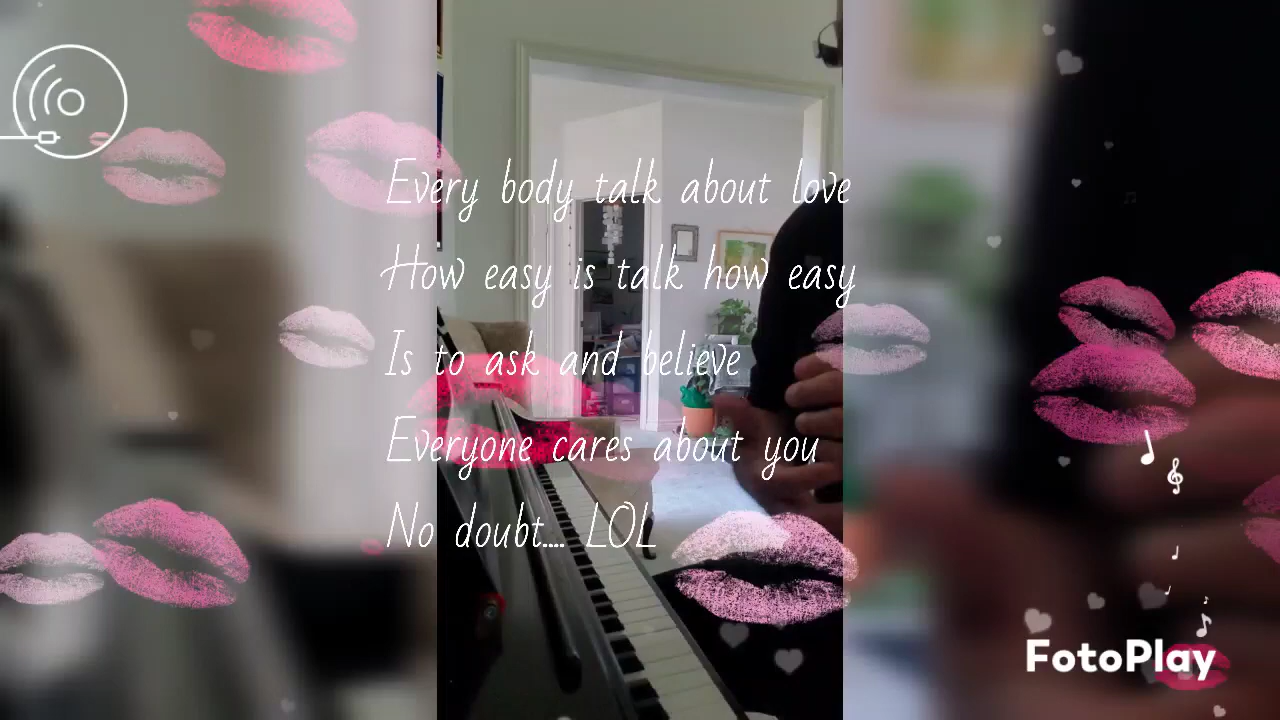 Every body talk about love
How easy is talk how easy
Is to ask and believe
Everyone cares about you
No doubt.... LOL
FotoPlay